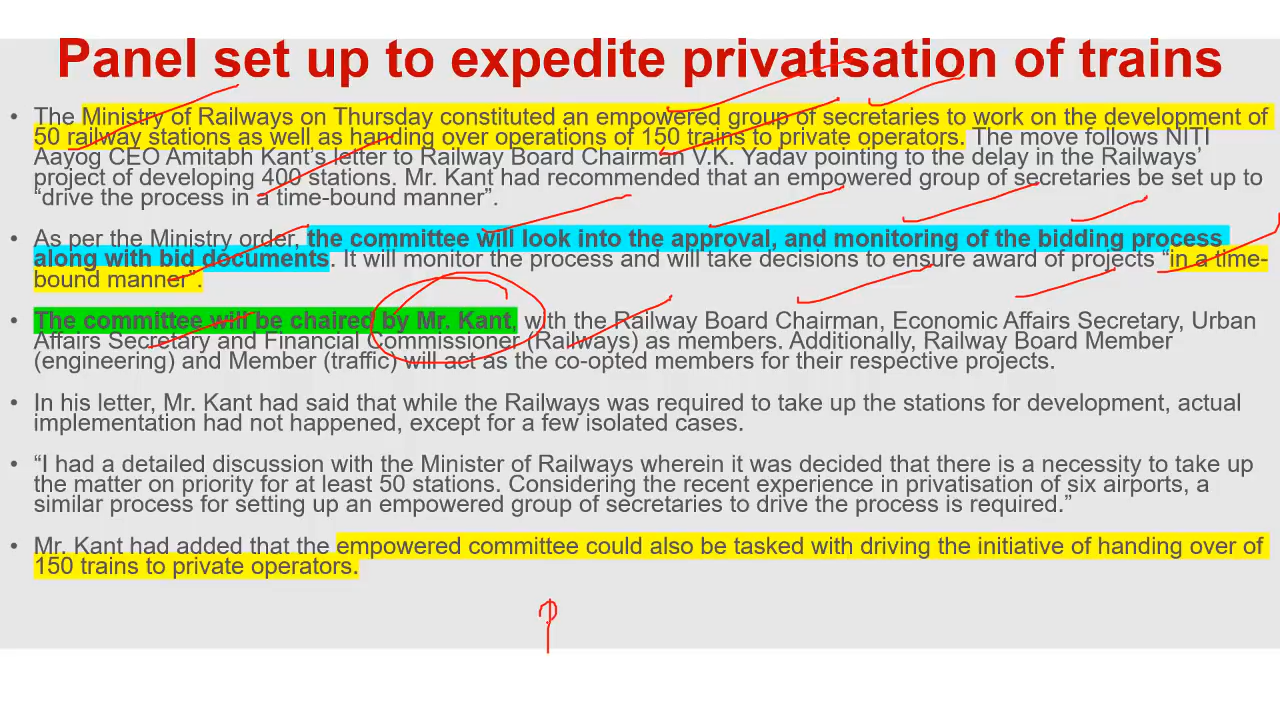 Panel set up to expedite privatisation of trains
• The Ministry of Railways on Thursday constituted an empowered group of secretaries to work on the development of
50 railway stations as well as handing over operations of 150 trains to private operators. The move follows NITI
Aayog CEO Amitabh Kant’s letter to Railway Board Chairman V.K. Yadav pointing to the delay in the Railways’
project of developing 400 stations. Mr. Kant had recommended that an empowered group of secretaries be set up to
“drive the process in a time-bound manner”.
• As per the Ministry order, the committee will look into the approval, and monitoring of the bidding process
along with bid documents. It will monitor the process and will take decisions to ensure award of projects “in a time-
bound manner”.
• The committee will be chaired by Mr. Kant, with the Railway Board Chairman, Economic Affairs Secretary, Urban
Affairs Secretary and Financial Commissioner (Railways) as members. Additionally, Railway Board Member
(engineering) and Member (traffic) will act as the co-opted members for their respective projects.
• In his letter, Mr. Kant had said that while the Railways was required to take up the stations for development, actual
implementation had not happened, except for a few isolated cases.
• “I had a detailed discussion with the Minister of Railways wherein it was decided that there is a necessity to take up
the matter on priority for at least 50 stations. Considering the recent experience in privatisation of six airports, a
similar process for setting up an empowered group of secretaries to drive the process is required.”
• Mr. Kant had added that the empowered committee could also be tasked with driving the initiative of handing over of
150 trains to private operators.